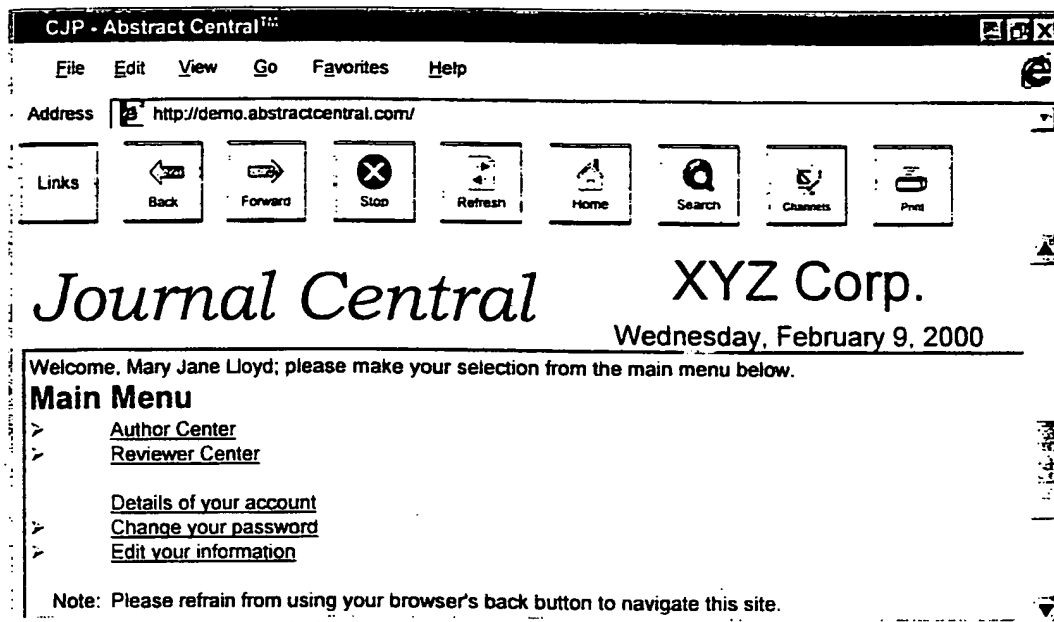 CJP - Abstract Central™
File Edit View Go Favorites Help
Address http://demo.abstractcentral.com/
Links Back Forward Stop Refresh Home Search Channels Print
Journal Central XYZ Corp.
Wednesday, February 9, 2000
Welcome, Mary Jane Lloyd; please make your selection from the main menu below.
Main Menu
Author Center
Reviewer Center
Details of your account
Change your password
Edit your information
Note: Please refrain from using your browser's back button to navigate this site.